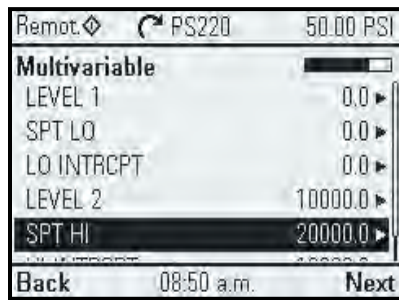 Remot. PS220 50.00 PSI
Multivariable
LEVEL 1 0.0
SPT LO 0.0
LO INTRCPT 0.0
LEVEL 2 10000.0
SPT HI 20000.0
Back 08:50 a.m. Next